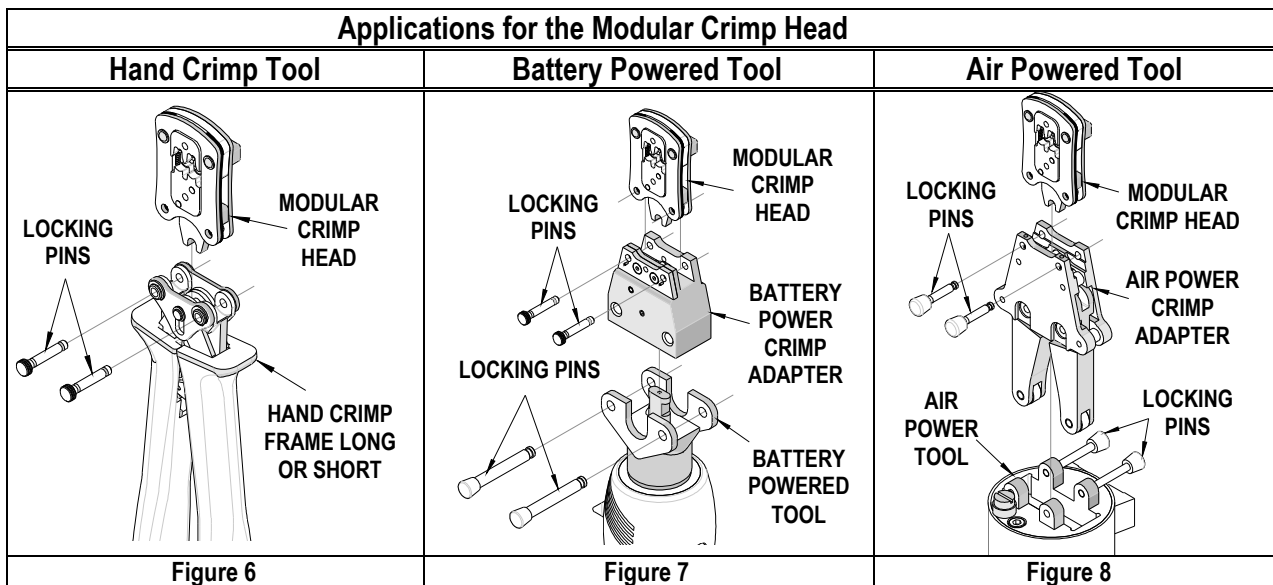 Applications for the Modular Crimp Head
Hand Crimp Tool
Battery Powered Tool
Air Powered Tool
LOCKING
PINS
MODULAR
CRIMP
HEAD
HAND CRIMP
FRAME LONG
OR SHORT
MODULAR
CRIMP
HEAD
LOCKING
PINS
BATTERY
POWER
CRIMP
ADAPTER
LOCKING PINS
BATTERY
POWERED
TOOL
LOCKING
PINS
MODULAR
CRIMP HEAD
AIR POWER
CRIMP
ADAPTER
AIR
POWER
TOOL
LOCKING
PINS
Figure 6
Figure 7
Figure 8